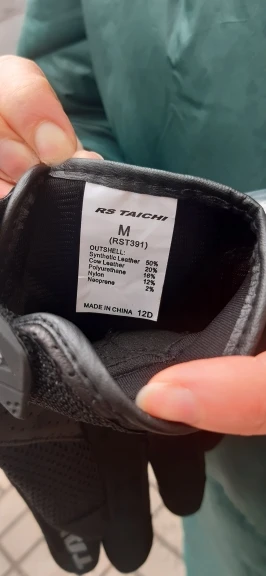 RS TAICHI
M
(RST391)
OUTSHELL:
Synthetic Leather 50%
Cow Leather 20%
Polyurethane 16%
Nylon 12%
Neoprene 2%
MADE IN CHINA 12D